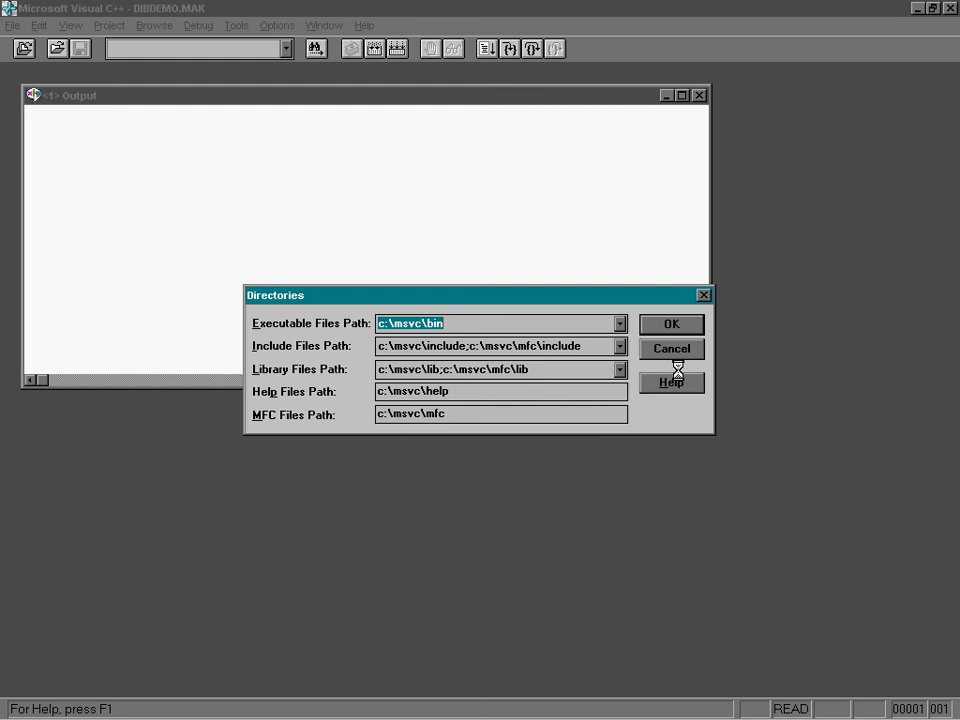 Microsoft Visual C++ - DIBDEMO.MAK
File Edit View Project Browse Debug Tools Options Window Help
<1> Output
Directories
Executable Files Path: c:\msvc\bin OK
Include Files Path: c:\msvc\include;c:\msvc\mfc\include Cancel
Library Files Path: c:\msvc\lib;c:\msvc\mfc\lib
Help Files Path: c:\msvc\help Help
MFC Files Path: c:\msvc\mfc
For Help, press F1 READ 00001 001